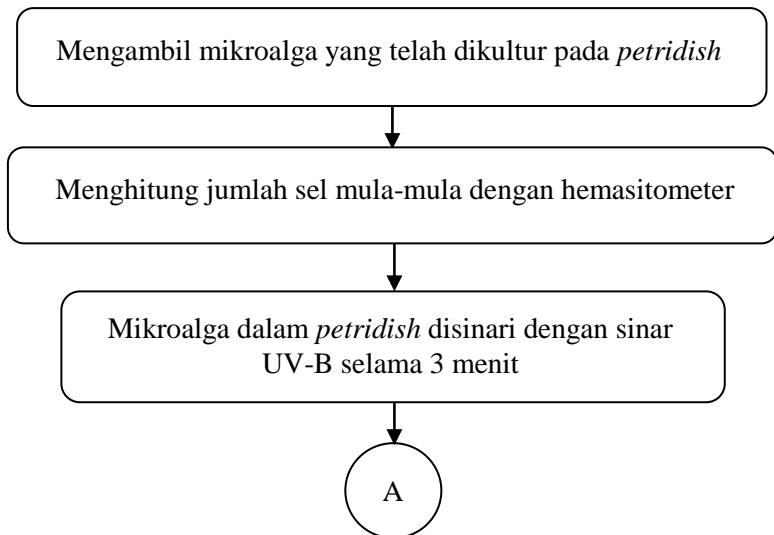 Mengambil mikroalga yang telah dikultur pada petridish
Menghitung jumlah sel mula-mula dengan hemasitometer
Mikroalga dalam petridish disinari dengan sinar
UV-B selama 3 menit
A